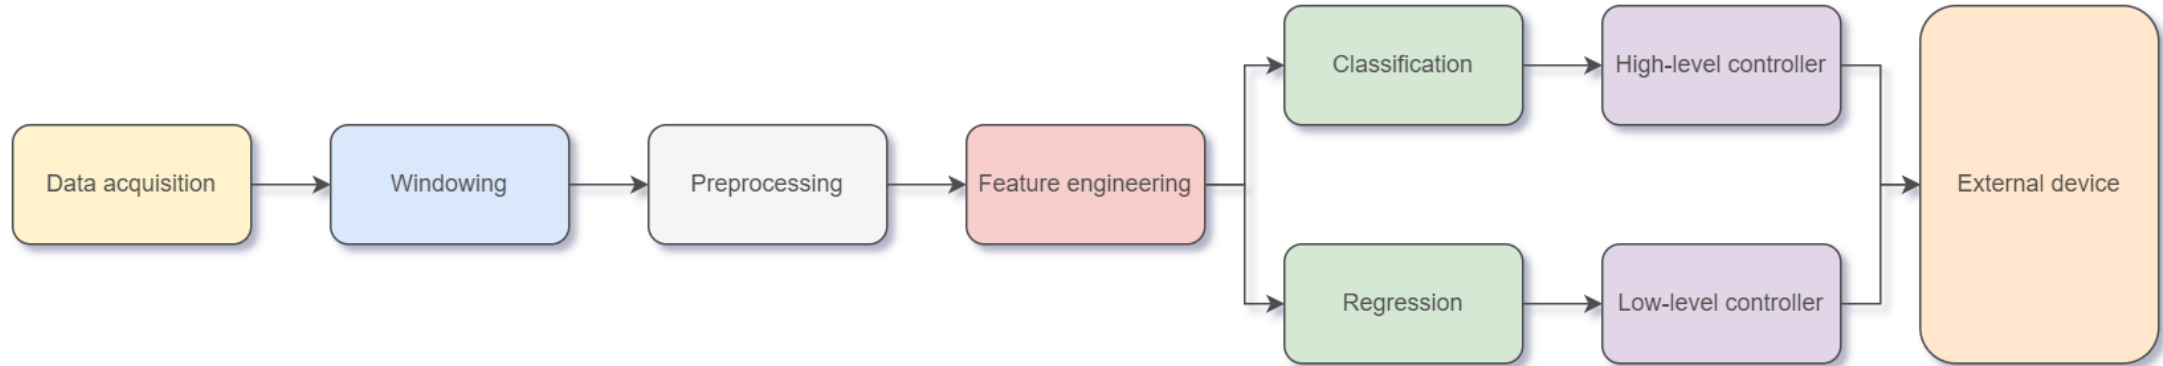 Data acquisition
Windowing
Preprocessing
Feature engineering
Classification
High-level controller
Regression
Low-level controller
External device